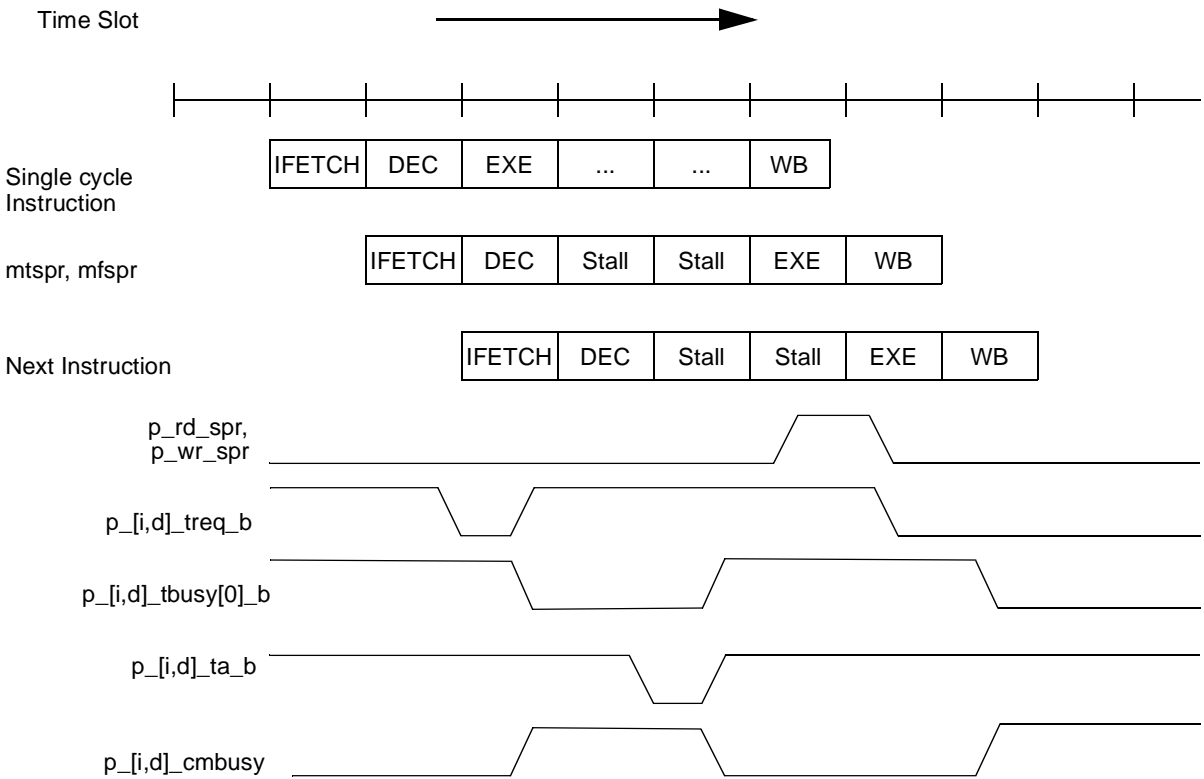 Time Slot
IFETCH DEC EXE ... ... WB
Single cycle
Instruction
IFETCH DEC Stall Stall EXE WB
mtspr, mfspr
IFETCH DEC Stall Stall EXE WB
Next Instruction
p_rd_spr,
p_wr_spr
p_[i,d]_treq_b
p_[i,d]_tbusy[0]_b
p_[i,d]_ta_b
p_[i,d]_cmbusy